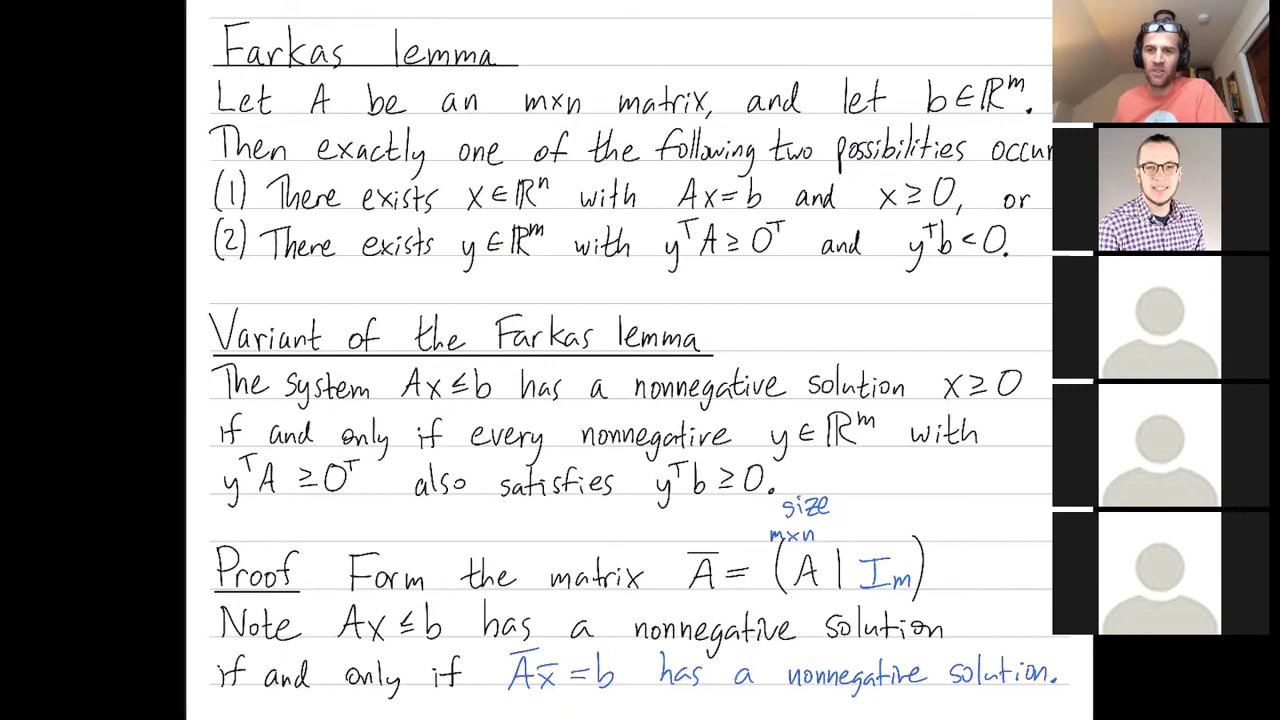 Farkas lemma
Let A be an m×n matrix, and let b∈ℝᵐ.
Then exactly one of the following two possibilities occur
(1) There exists x∈ℝⁿ with Ax=b and x≥0, or
(2) There exists y∈ℝᵐ with yᵀA≥0ᵀ and yᵀb<0.
Variant of the Farkas lemma
The system Ax≤b has a nonnegative solution x≥0
if and only if every nonnegative y∈ℝᵐ with
yᵀA≥0ᵀ also satisfies yᵀb≥0.
size
m×n
Proof Form the matrix A̅ = (A | Iₘ)
Note Ax≤b has a nonnegative solution
if and only if A̅x̅=b has a nonnegative solution.